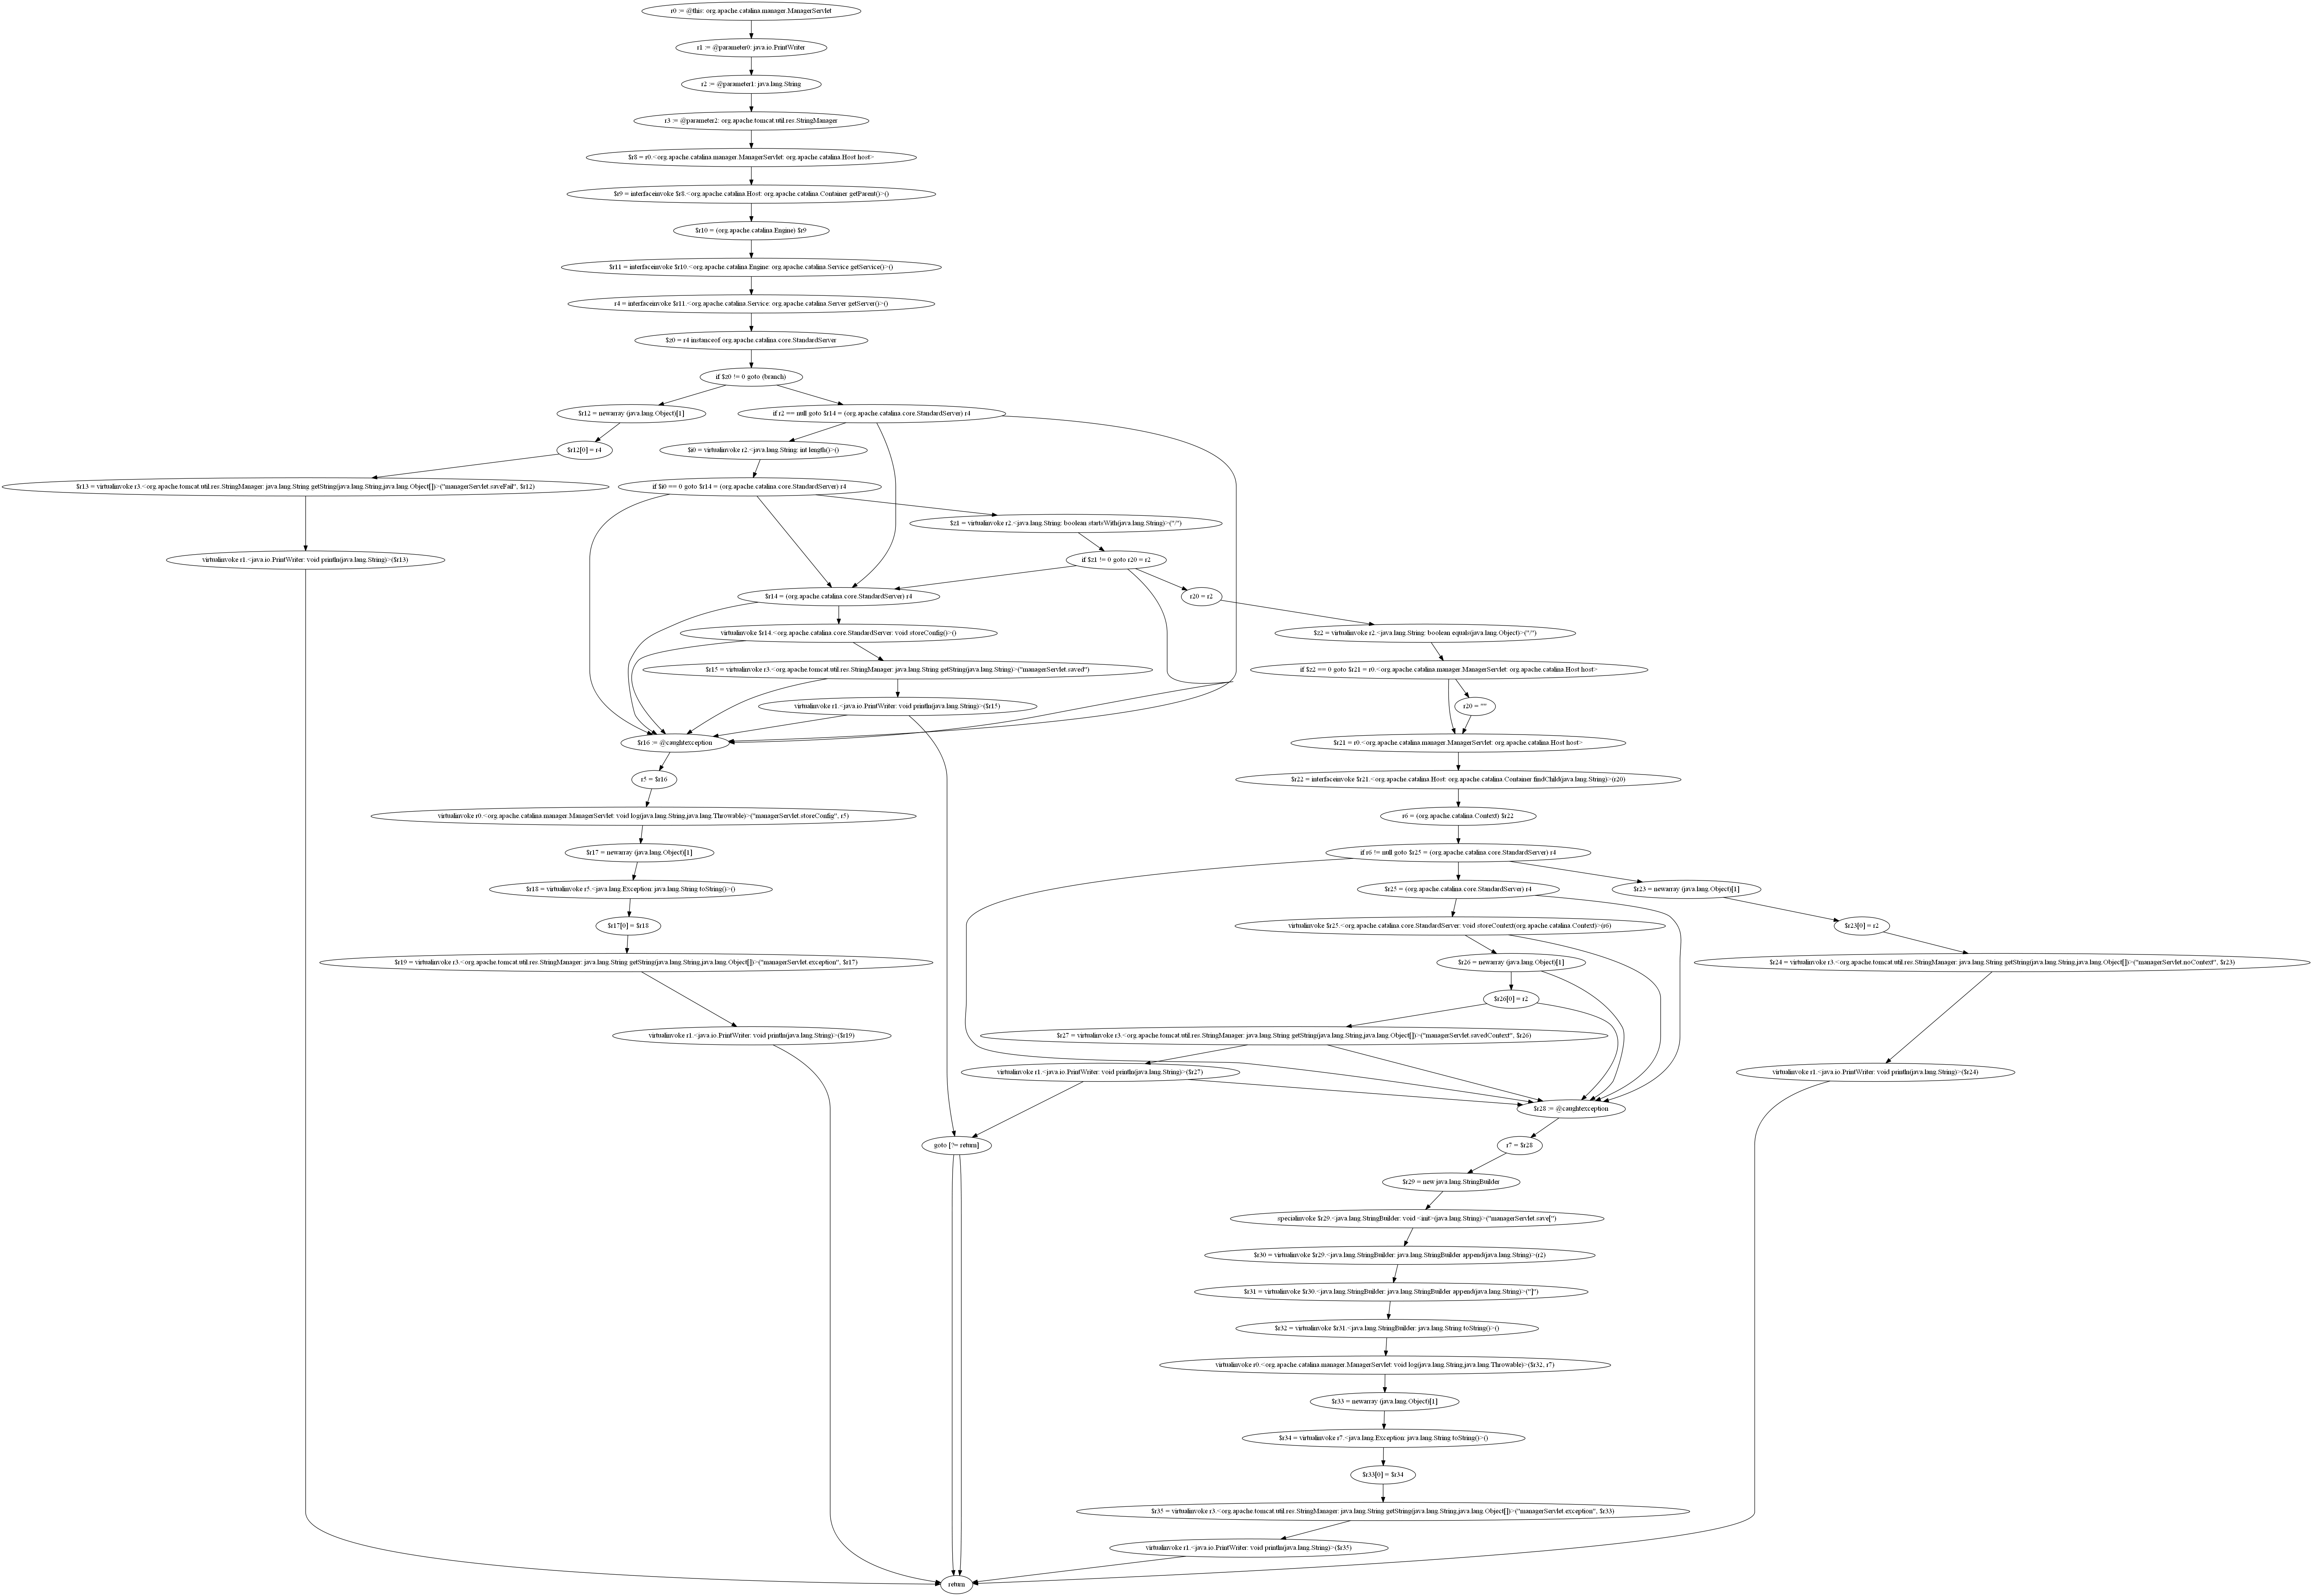 r0 := @this: org.apache.catalina.manager.ManagerServlet
r1 := @parameter0: java.io.PrintWriter
r2 := @parameter1: java.lang.String
r3 := @parameter2: org.apache.tomcat.util.res.StringManager
$r8 = r0.<org.apache.catalina.manager.ManagerServlet: org.apache.catalina.Host host>
$r9 = interfaceinvoke $r8.<org.apache.catalina.Host: org.apache.catalina.Container getParent()>()
$r10 = (org.apache.catalina.Engine) $r9
$r11 = interfaceinvoke $r10.<org.apache.catalina.Engine: org.apache.catalina.Service getService()>()
r4 = interfaceinvoke $r11.<org.apache.catalina.Service: org.apache.catalina.Server getServer()>()
$z0 = r4 instanceof org.apache.catalina.core.StandardServer
if $z0 != 0 goto (branch)
$r12 = newarray (java.lang.Object)[1]
if r2 == null goto $r14 = (org.apache.catalina.core.StandardServer) r4
$r12[0] = r4
$i0 = virtualinvoke r2.<java.lang.String: int length()>()
$r13 = virtualinvoke r3.<org.apache.tomcat.util.res.StringManager: java.lang.String getString(java.lang.String,java.lang.Object[])>("managerServlet.saveFail", $r12)
if $i0 == 0 goto $r14 = (org.apache.catalina.core.StandardServer) r4
$z1 = virtualinvoke r2.<java.lang.String: boolean startsWith(java.lang.String)>("/")
virtualinvoke r1.<java.io.PrintWriter: void println(java.lang.String)>($r13)
if $z1 != 0 goto r20 = r2
$r14 = (org.apache.catalina.core.StandardServer) r4
r20 = r2
virtualinvoke $r14.<org.apache.catalina.core.StandardServer: void storeConfig()>()
$z2 = virtualinvoke r2.<java.lang.String: boolean equals(java.lang.Object)>("/")
$r15 = virtualinvoke r3.<org.apache.tomcat.util.res.StringManager: java.lang.String getString(java.lang.String)>("managerServlet.saved")
if $z2 == 0 goto $r21 = r0.<org.apache.catalina.manager.ManagerServlet: org.apache.catalina.Host host>
virtualinvoke r1.<java.io.PrintWriter: void println(java.lang.String)>($r15)
r20 = ""
$r16 := @caughtexception
$r21 = r0.<org.apache.catalina.manager.ManagerServlet: org.apache.catalina.Host host>
r5 = $r16
$r22 = interfaceinvoke $r21.<org.apache.catalina.Host: org.apache.catalina.Container findChild(java.lang.String)>(r20)
virtualinvoke r0.<org.apache.catalina.manager.ManagerServlet: void log(java.lang.String,java.lang.Throwable)>("managerServlet.storeConfig", r5)
r6 = (org.apache.catalina.Context) $r22
$r17 = newarray (java.lang.Object)[1]
if r6 != null goto $r25 = (org.apache.catalina.core.StandardServer) r4
$r18 = virtualinvoke r5.<java.lang.Exception: java.lang.String toString()>()
$r25 = (org.apache.catalina.core.StandardServer) r4
$r23 = newarray (java.lang.Object)[1]
$r17[0] = $r18
virtualinvoke $r25.<org.apache.catalina.core.StandardServer: void storeContext(org.apache.catalina.Context)>(r6)
$r23[0] = r2
$r19 = virtualinvoke r3.<org.apache.tomcat.util.res.StringManager: java.lang.String getString(java.lang.String,java.lang.Object[])>("managerServlet.exception", $r17)
$r26 = newarray (java.lang.Object)[1]
$r24 = virtualinvoke r3.<org.apache.tomcat.util.res.StringManager: java.lang.String getString(java.lang.String,java.lang.Object[])>("managerServlet.noContext", $r23)
$r26[0] = r2
virtualinvoke r1.<java.io.PrintWriter: void println(java.lang.String)>($r19)
$r27 = virtualinvoke r3.<org.apache.tomcat.util.res.StringManager: java.lang.String getString(java.lang.String,java.lang.Object[])>("managerServlet.savedContext", $r26)
virtualinvoke r1.<java.io.PrintWriter: void println(java.lang.String)>($r27)
virtualinvoke r1.<java.io.PrintWriter: void println(java.lang.String)>($r24)
$r28 := @caughtexception
goto [?= return]
r7 = $r28
$r29 = new java.lang.StringBuilder
specialinvoke $r29.<java.lang.StringBuilder: void <init>(java.lang.String)>("managerServlet.save[")
$r30 = virtualinvoke $r29.<java.lang.StringBuilder: java.lang.StringBuilder append(java.lang.String)>(r2)
$r31 = virtualinvoke $r30.<java.lang.StringBuilder: java.lang.StringBuilder append(java.lang.String)>("]")
$r32 = virtualinvoke $r31.<java.lang.StringBuilder: java.lang.String toString()>()
virtualinvoke r0.<org.apache.catalina.manager.ManagerServlet: void log(java.lang.String,java.lang.Throwable)>($r32, r7)
$r33 = newarray (java.lang.Object)[1]
$r34 = virtualinvoke r7.<java.lang.Exception: java.lang.String toString()>()
$r33[0] = $r34
$r35 = virtualinvoke r3.<org.apache.tomcat.util.res.StringManager: java.lang.String getString(java.lang.String,java.lang.Object[])>("managerServlet.exception", $r33)
virtualinvoke r1.<java.io.PrintWriter: void println(java.lang.String)>($r35)
return